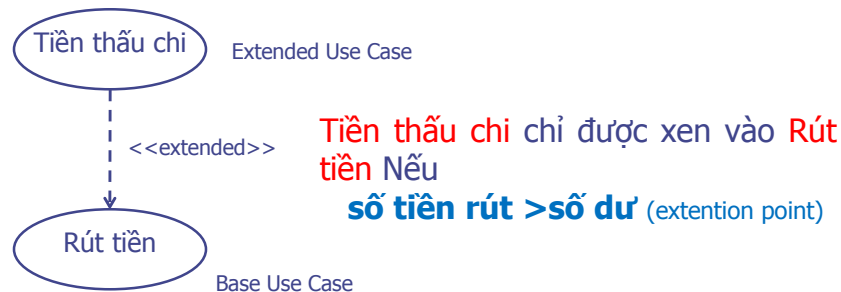 Tiền thấu chi
Extended Use Case
<<extended>>
Tiền thấu chi chỉ được xen vào Rút
tiền Nếu
số tiền rút >số dư (extention point)
Rút tiền
Base Use Case